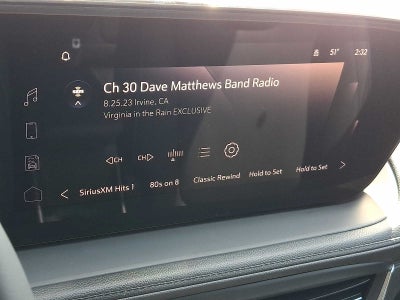 51° 2:32
Ch 30 Dave Matthews Band Radio
8.25.23 Irvine, CA
Virginia in the Rain EXCLUSIVE
CH CH
SiriusXM Hits 1 80s on 8 Classic Rewind Hold to Set Hold to Set